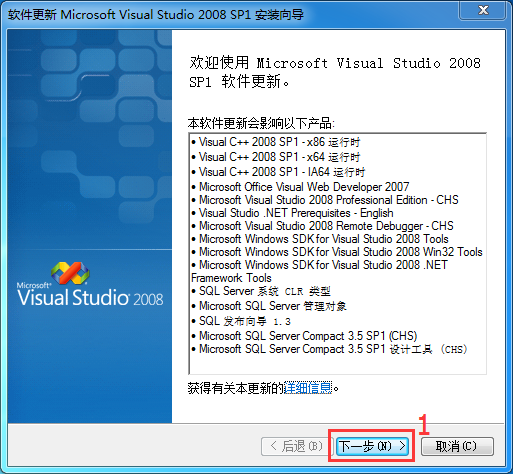 软件更新 Microsoft Visual Studio 2008 SP1 安装向导
欢迎使用 Microsoft Visual Studio 2008
SP1 软件更新。
本软件更新会影响以下产品:
• Visual C++ 2008 SP1 - x86 运行时
• Visual C++ 2008 SP1 - x64 运行时
• Visual C++ 2008 SP1 - IA64 运行时
• Microsoft Office Visual Web Developer 2007
• Microsoft Visual Studio 2008 Professional Edition - CHS
• Visual Studio .NET Prerequisites - English
• Microsoft Visual Studio 2008 Remote Debugger - CHS
• Microsoft Windows SDK for Visual Studio 2008 Tools
• Microsoft Windows SDK for Visual Studio 2008 Win32 Tools
• Microsoft Windows SDK for Visual Studio 2008 .NET
Framework Tools
• SQL Server 系统 CLR 类型
• Microsoft SQL Server 管理对象
• SQL 发布向导 1.3
• Microsoft SQL Server Compact 3.5 SP1 (CHS)
• Microsoft SQL Server Compact 3.5 SP1 设计工具 (CHS)
Microsoft®
Visual Studio® 2008
获得有关本更新的详细信息。
1
< 后退(B)
下一步(N) >
取消(C)